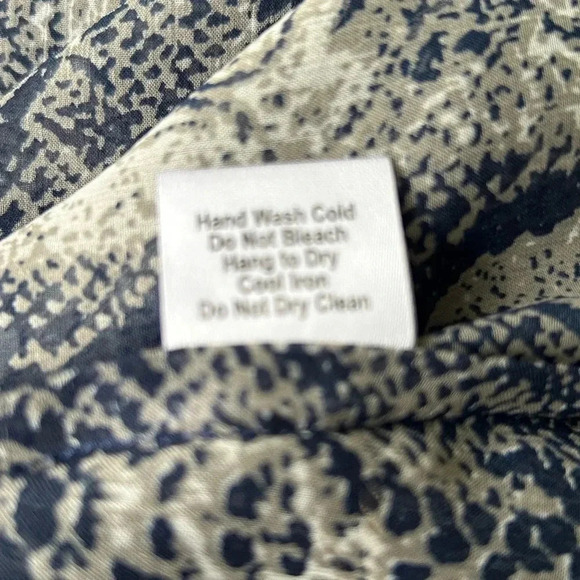 Hand Wash Cold
Do Not Bleach
Hang to Dry
Cool Iron
Do Not Dry Clean